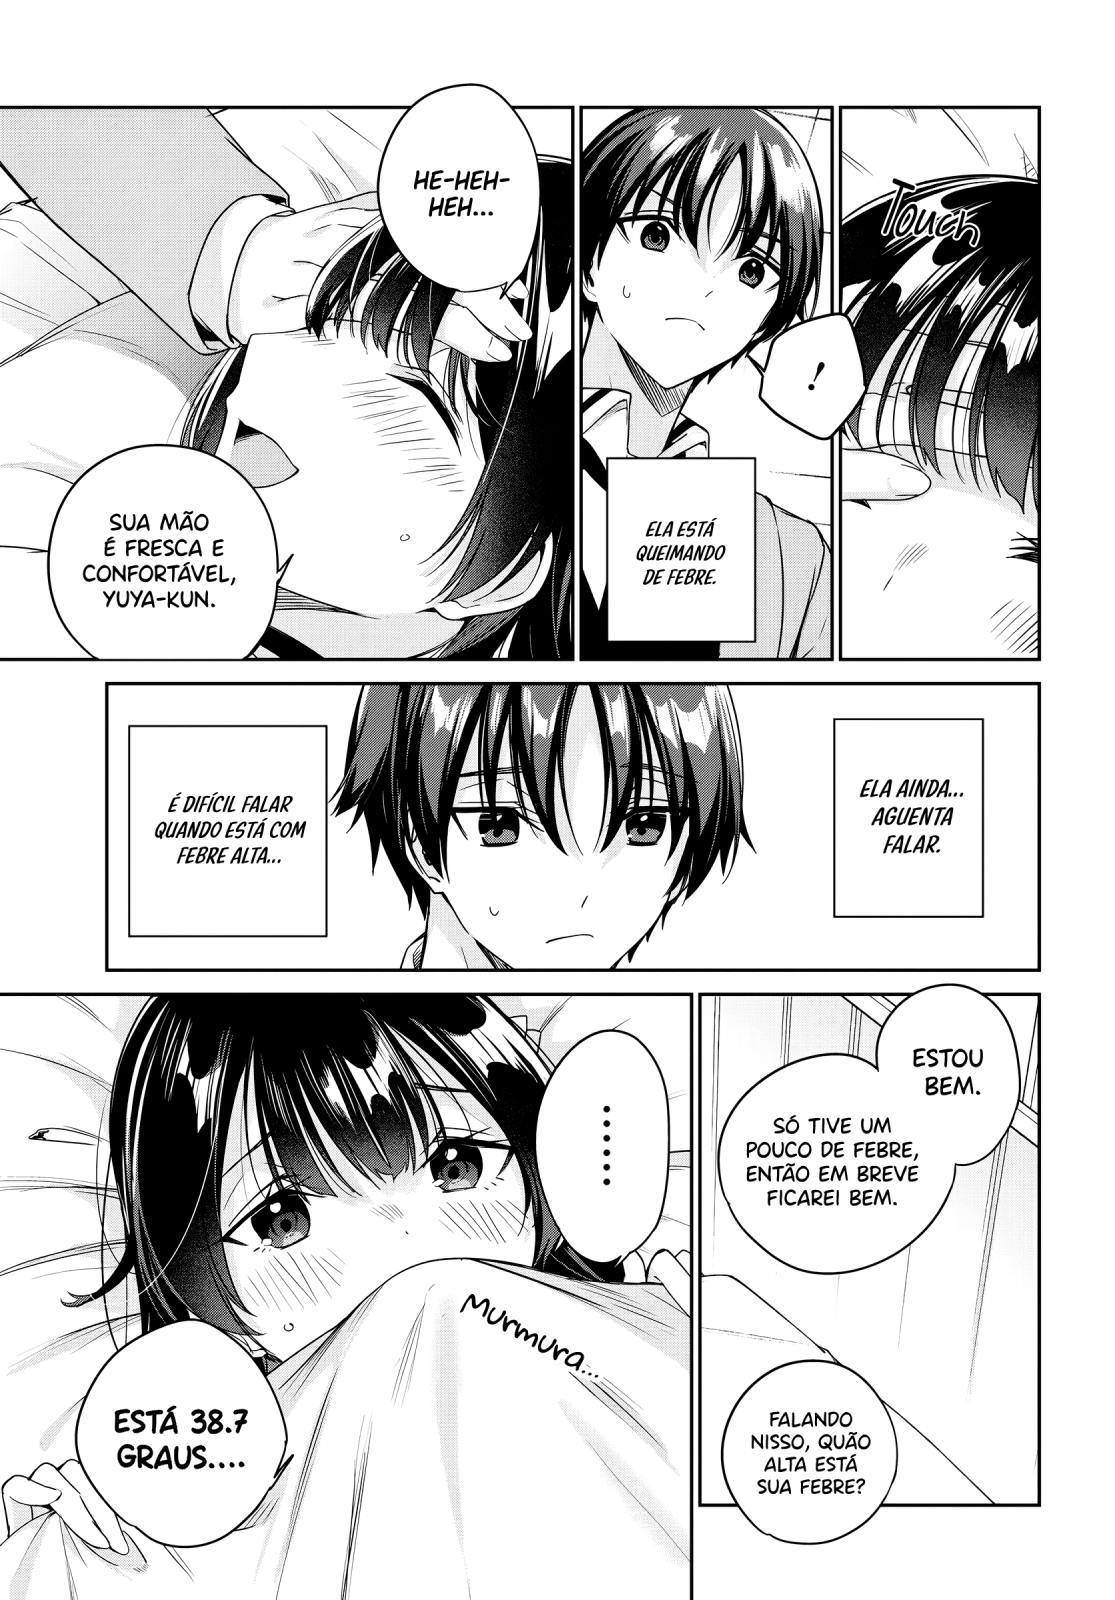 Touch
!
ELA ESTÁ
QUEIMANDO
DE FEBRE.
HE-HEH-
HEH...
SUA MÃO
É FRESCA E
CONFORTÁVEL,
YUYA-KUN.
ELA AINDA...
AGUENTA
FALAR.
É DIFÍCIL FALAR
QUANDO ESTÁ COM
FEBRE ALTA...
ESTOU
BEM.
SÓ TIVE UM
POUCO DE FEBRE,
ENTÃO EM BREVE
FICAREI BEM.
FALANDO
NISSO, QUÃO
ALTA ESTÁ
SUA FEBRE?
......
Murmura...
ESTÁ 38.7
GRAUS....